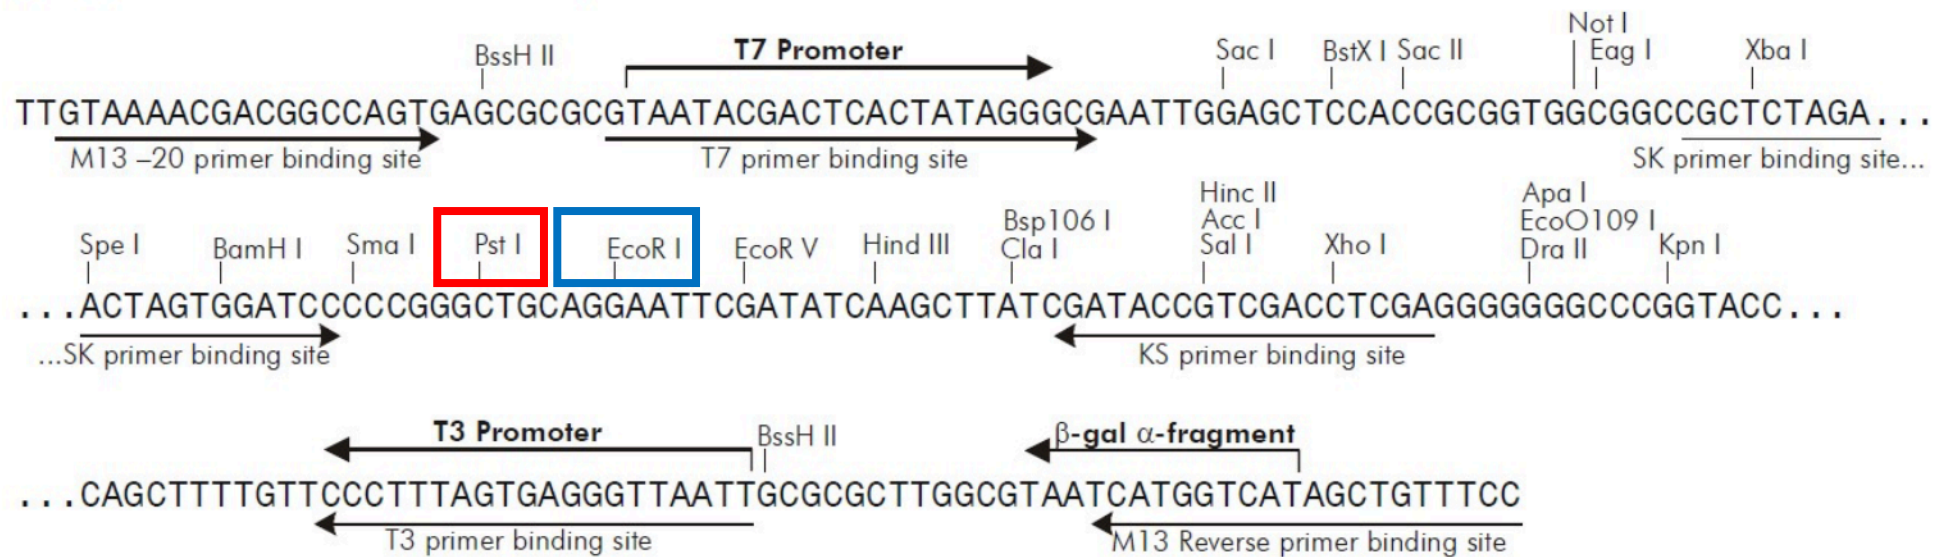 Not I
BssH II T7 Promoter Sac I BstX I Sac II Eag I Xba I
TTGTAAAACGACGGCCAGTGAGCGCGCGTAATACGACTCACTATAGGGCGAATTGGAGCTCCACCGCGGTGGCGGCCGCTCTAGA...
M13 –20 primer binding site T7 primer binding site SK primer binding site...
Hinc II Apa I
Bsp106 I Acc I EcoO109 I
Spe I BamH I Sma I Pst I EcoR I EcoR V Hind III Cla I Sal I Xho I Dra II Kpn I
...ACTAGTGGATCCCCCGGGCTGCAGGAATTCGATATCAAGCTTATCGATACCGTCGACCTCGAGGGGGGGCCCGGTACC...
...SK primer binding site KS primer binding site
T3 Promoter BssH II β-gal α-fragment
...CAGCTTTTGTTCCCTTTAGTGAGGGTTAATTGCGCGCTTGGCGTAATCATGGTCATAGCTGTTTCC
T3 primer binding site M13 Reverse primer binding site